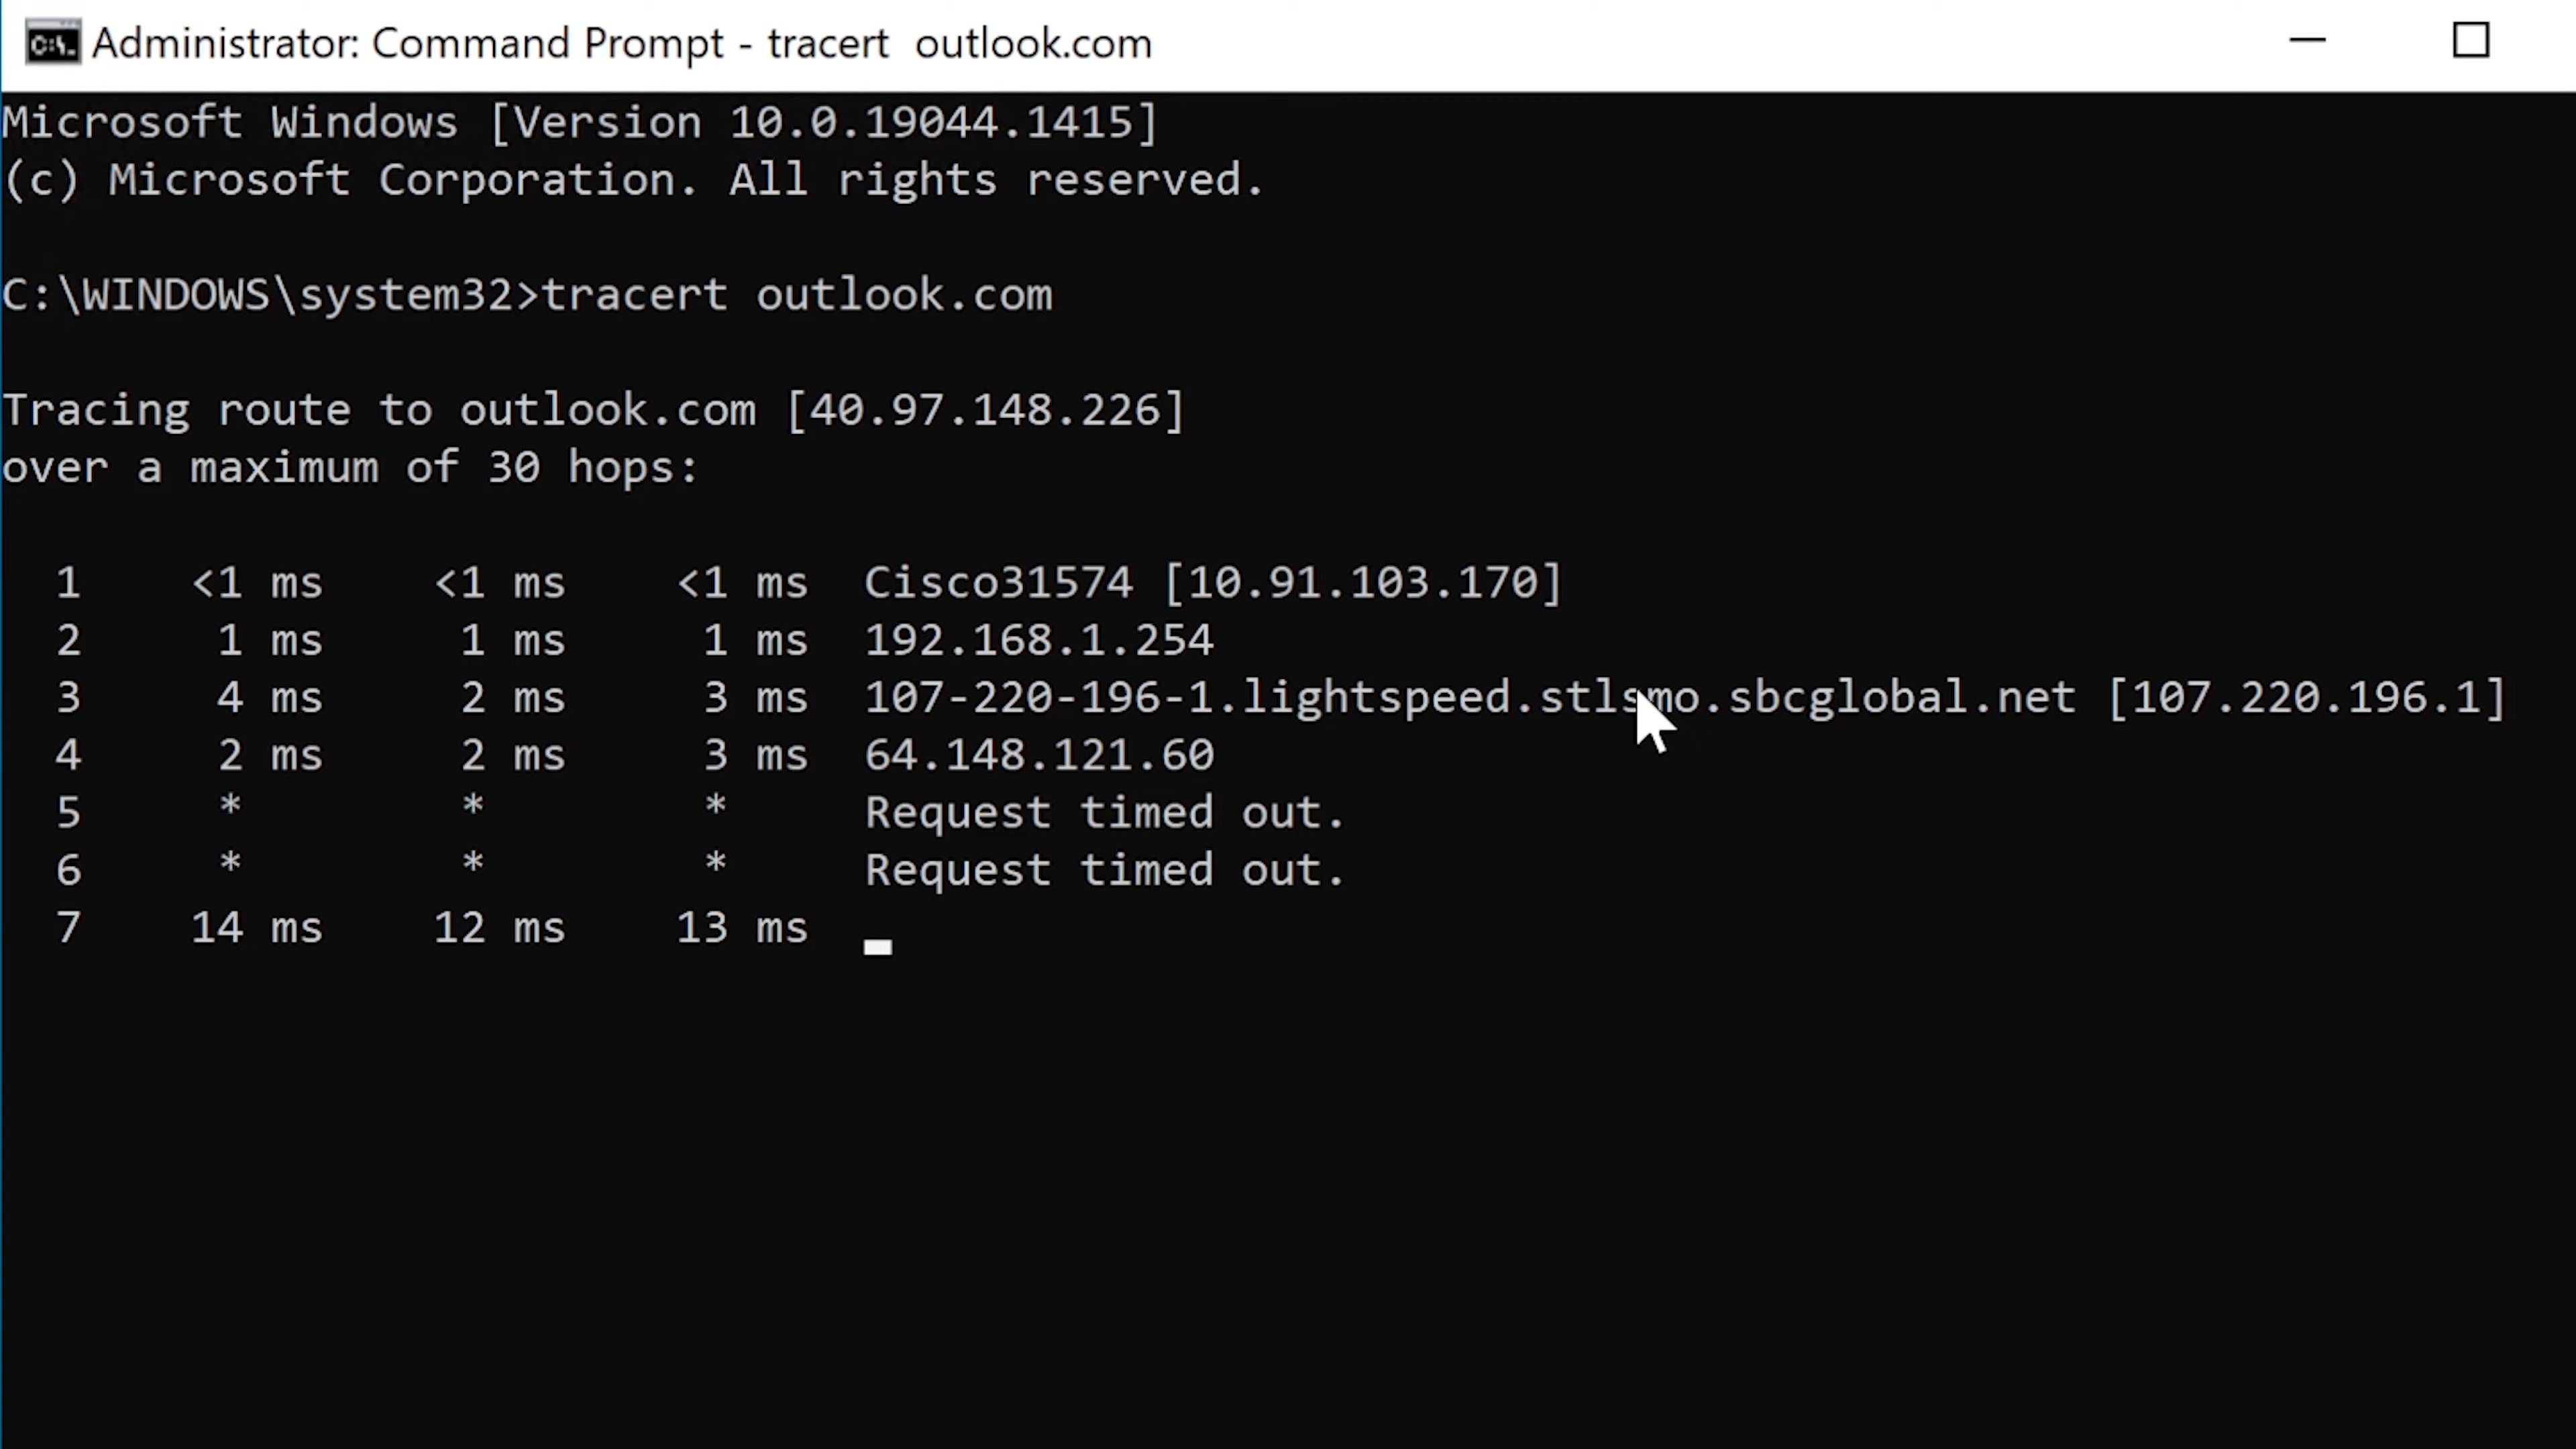 Administrator: Command Prompt - tracert  outlook.com
Microsoft Windows [Version 10.0.19044.1415]
(c) Microsoft Corporation. All rights reserved.
C:\WINDOWS\system32>tracert outlook.com
Tracing route to outlook.com [40.97.148.226]
over a maximum of 30 hops:
  1    <1 ms    <1 ms    <1 ms  Cisco31574 [10.91.103.170]
  2     1 ms     1 ms     1 ms  192.168.1.254
  3     4 ms     2 ms     3 ms  107-220-196-1.lightspeed.stlsmo.sbcglobal.net [107.220.196.1]
  4     2 ms     2 ms     3 ms  64.148.121.60
  5     *        *        *     Request timed out.
  6     *        *        *     Request timed out.
  7    14 ms    12 ms    13 ms